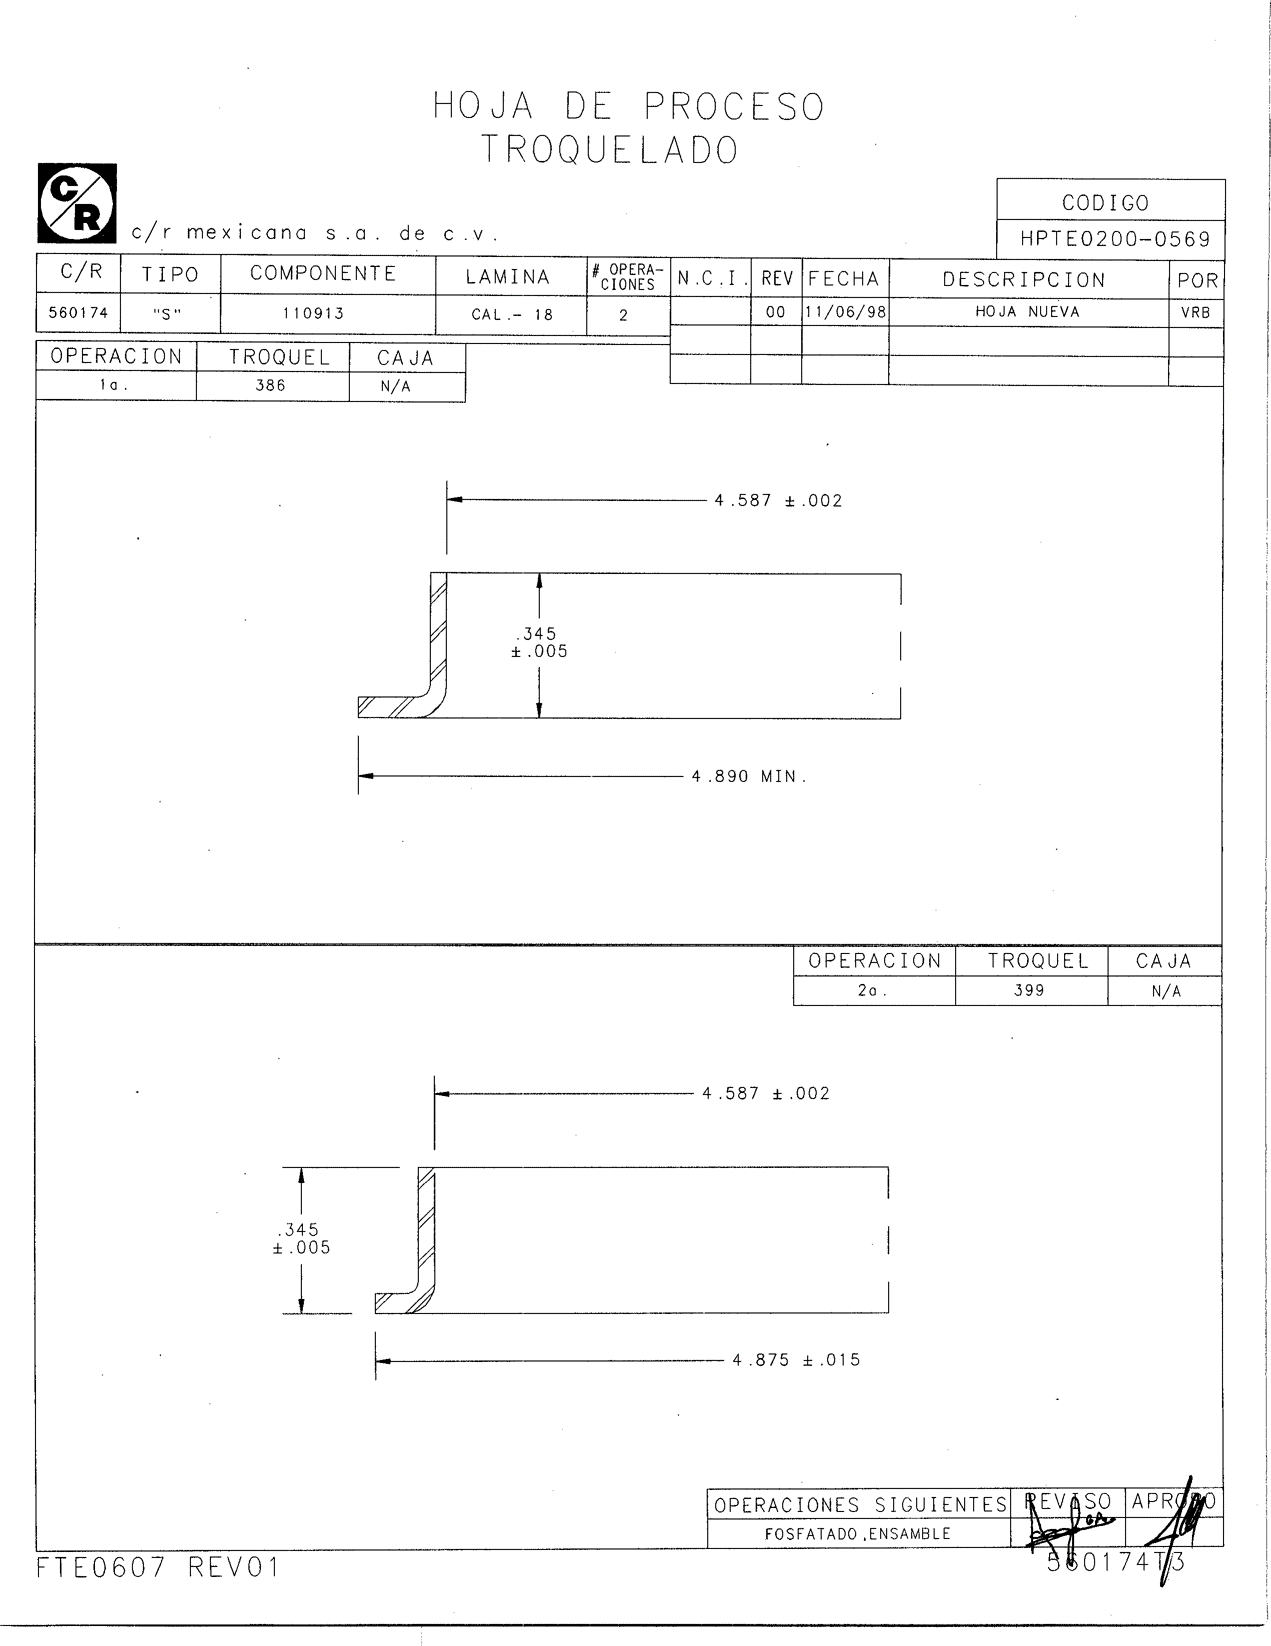 HOJA DE PROCESO
TROQUELADO
C/R
c/r mexicana s.a. de c.v.
CODIGO
HPTE0200-0569
C/R TIPO COMPONENTE LAMINA # OPERA-CIONES N.C.I. REV FECHA DESCRIPCION POR
560174 "S" 110913 CAL.- 18 2 00 11/06/98 HOJA NUEVA VRB
OPERACION TROQUEL CAJA
1a. 386 N/A
4.587 ±.002
.345
±.005
4.890 MIN.
OPERACION TROQUEL CAJA
2a. 399 N/A
4.587 ±.002
.345
±.005
4.875 ±.015
OPERACIONES SIGUIENTES REVISO APROBO
FOSFATADO,ENSAMBLE
FTE0607 REV01
560174T3